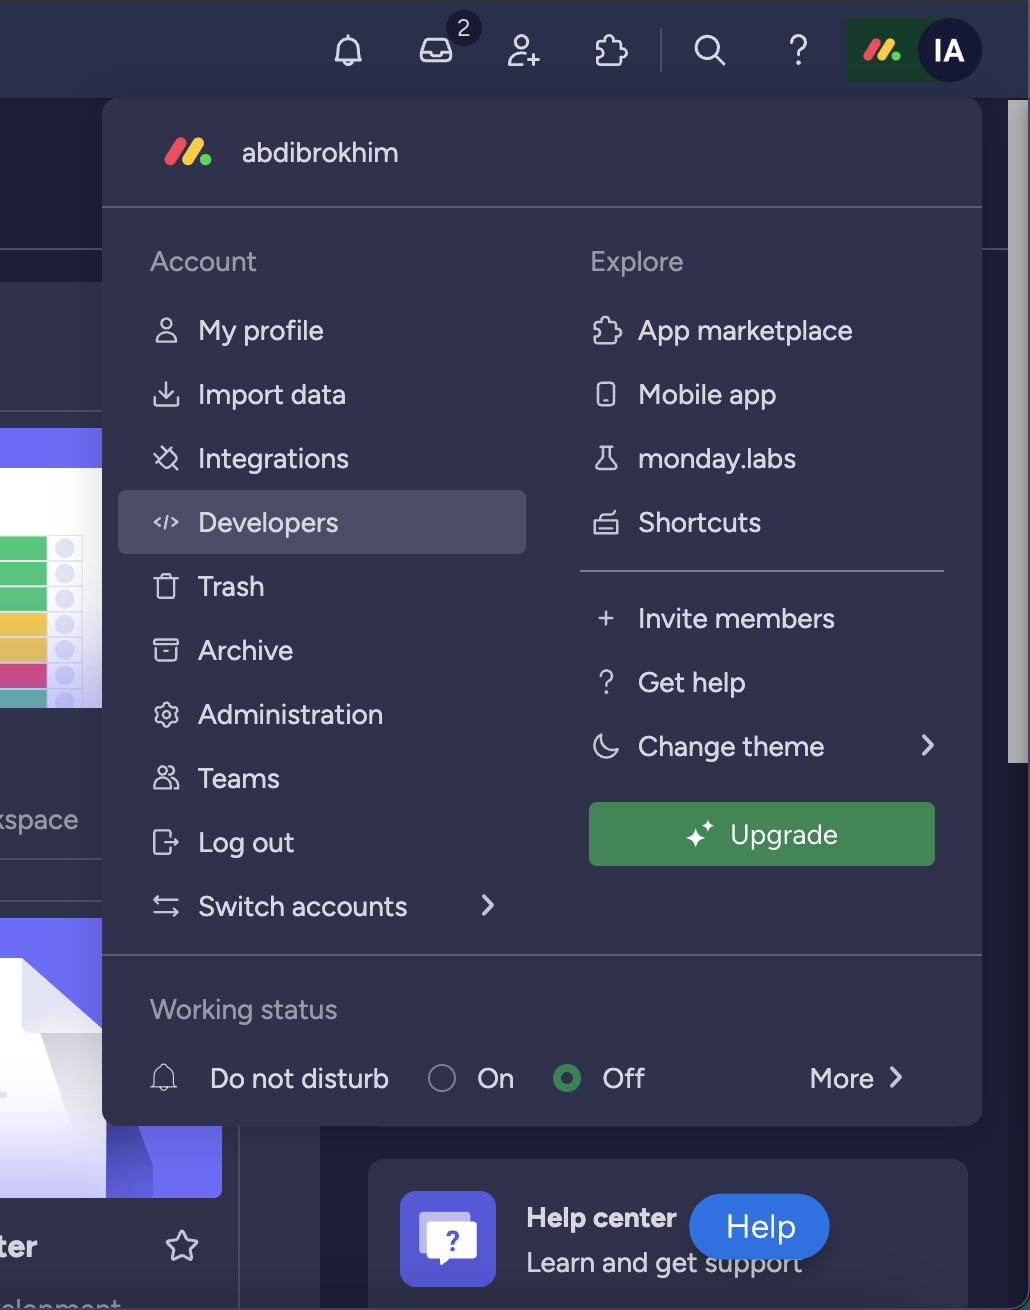 2
IA
abdibrokhim
Account
My profile
Import data
Integrations
Developers
Trash
Archive
Administration
Teams
Log out
Switch accounts
Explore
App marketplace
Mobile app
monday.labs
Shortcuts
Invite members
Get help
Change theme
Upgrade
Working status
Do not disturb On Off More
kspace
ter
elopment
Help center
Learn and get support
Help